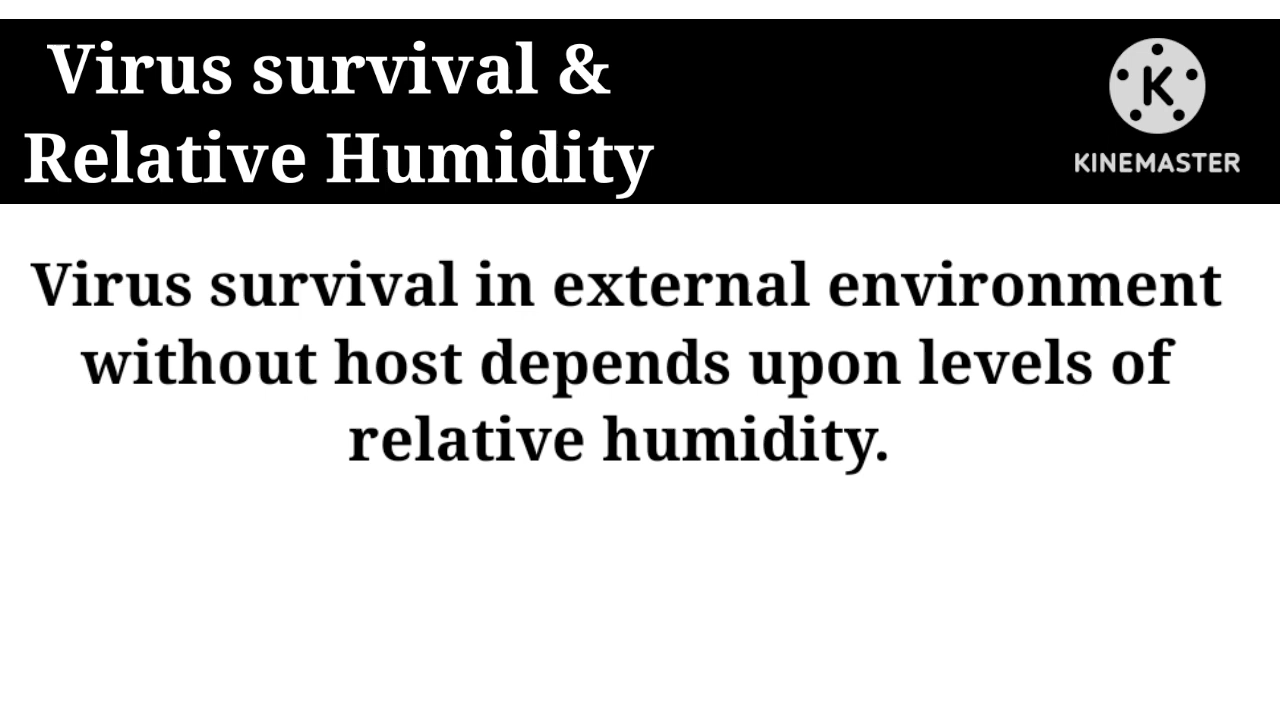 Virus survival &
Relative Humidity
KINEMASTER
Virus survival in external environment
without host depends upon levels of
relative humidity.